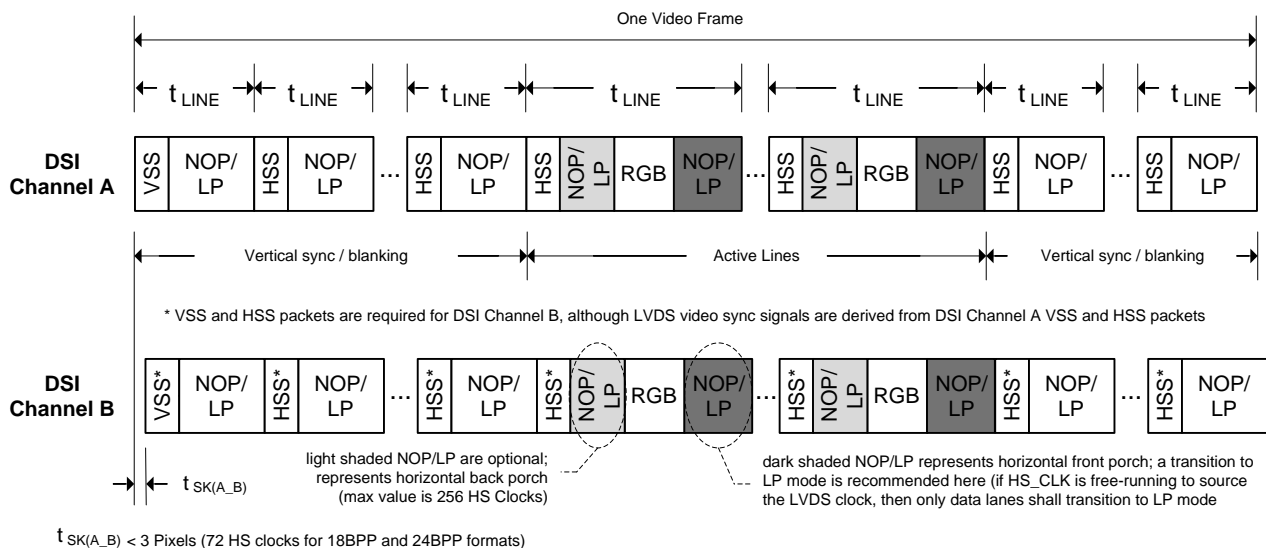 One Video Frame
t LINE t LINE t LINE t LINE t LINE t LINE t LINE
DSI
Channel A
VSS NOP/
LP HSS NOP/
LP ... HSS NOP/
LP HSS NOP/
LP RGB NOP/
LP ... HSS NOP/
LP RGB NOP/
LP HSS NOP/
LP ... HSS NOP/
LP
Vertical sync / blanking Active Lines Vertical sync / blanking
* VSS and HSS packets are required for DSI Channel B, although LVDS video sync signals are derived from DSI Channel A VSS and HSS packets
DSI
Channel B
VSS* NOP/
LP HSS* NOP/
LP ... HSS* NOP/
LP HSS* NOP/
LP RGB NOP/
LP ... HSS* NOP/
LP RGB NOP/
LP HSS* NOP/
LP ... HSS* NOP/
LP
t SK(A_B)
light shaded NOP/LP are optional;
represents horizontal back porch
(max value is 256 HS Clocks)
dark shaded NOP/LP represents horizontal front porch; a transition to
LP mode is recommended here (if HS_CLK is free-running to source
the LVDS clock, then only data lanes shall transition to LP mode
t SK(A_B) < 3 Pixels (72 HS clocks for 18BPP and 24BPP formats)